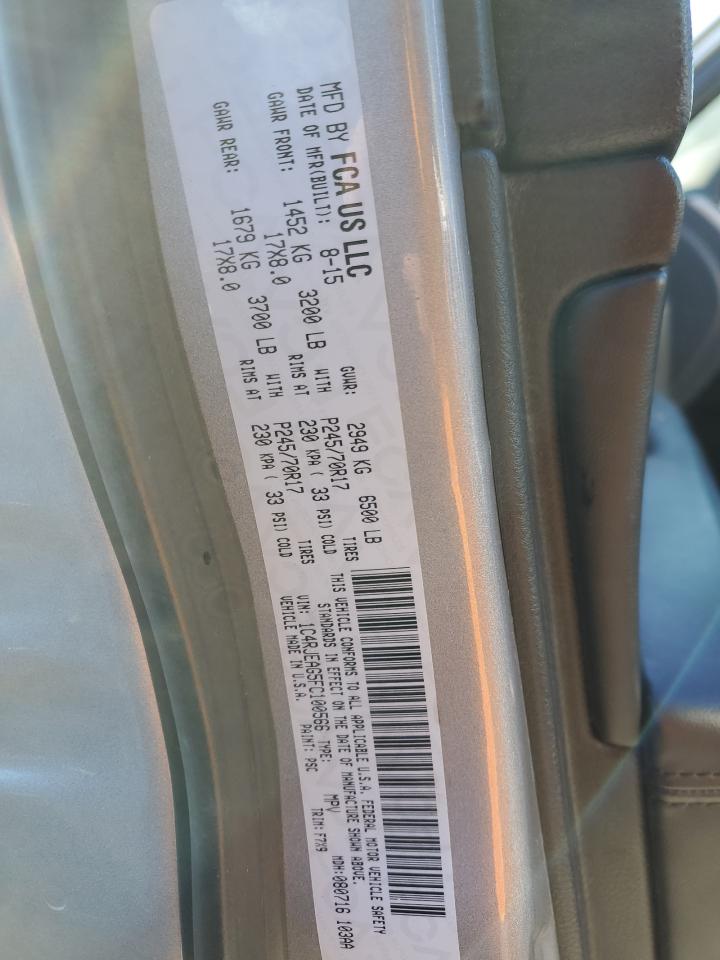 MFD BY FCA US LLC
DATE OF MFR(BUILT): 8-15 GVWR: 2949 KG 6500 LB
GAWR FRONT: 1452 KG 3200 LB WITH P245/70R17 TIRES
17X8.0 RIMS AT 230 KPA ( 33 PSI) COLD
GAWR REAR: 1679 KG 3700 LB WITH P245/70R17 TIRES
17X8.0 RIMS AT 230 KPA ( 33 PSI) COLD
THIS VEHICLE CONFORMS TO ALL APPLICABLE U.S.A. FEDERAL MOTOR VEHICLE SAFETY
STANDARDS IN EFFECT ON THE DATE OF MANUFACTURE SHOWN ABOVE.
VIN: 1C4RJEAG5FC100566 TYPE: MPV MDH:080716 103AA
VEHICLE MADE IN U.S.A. PAINT: PSC TRIM:F7X9